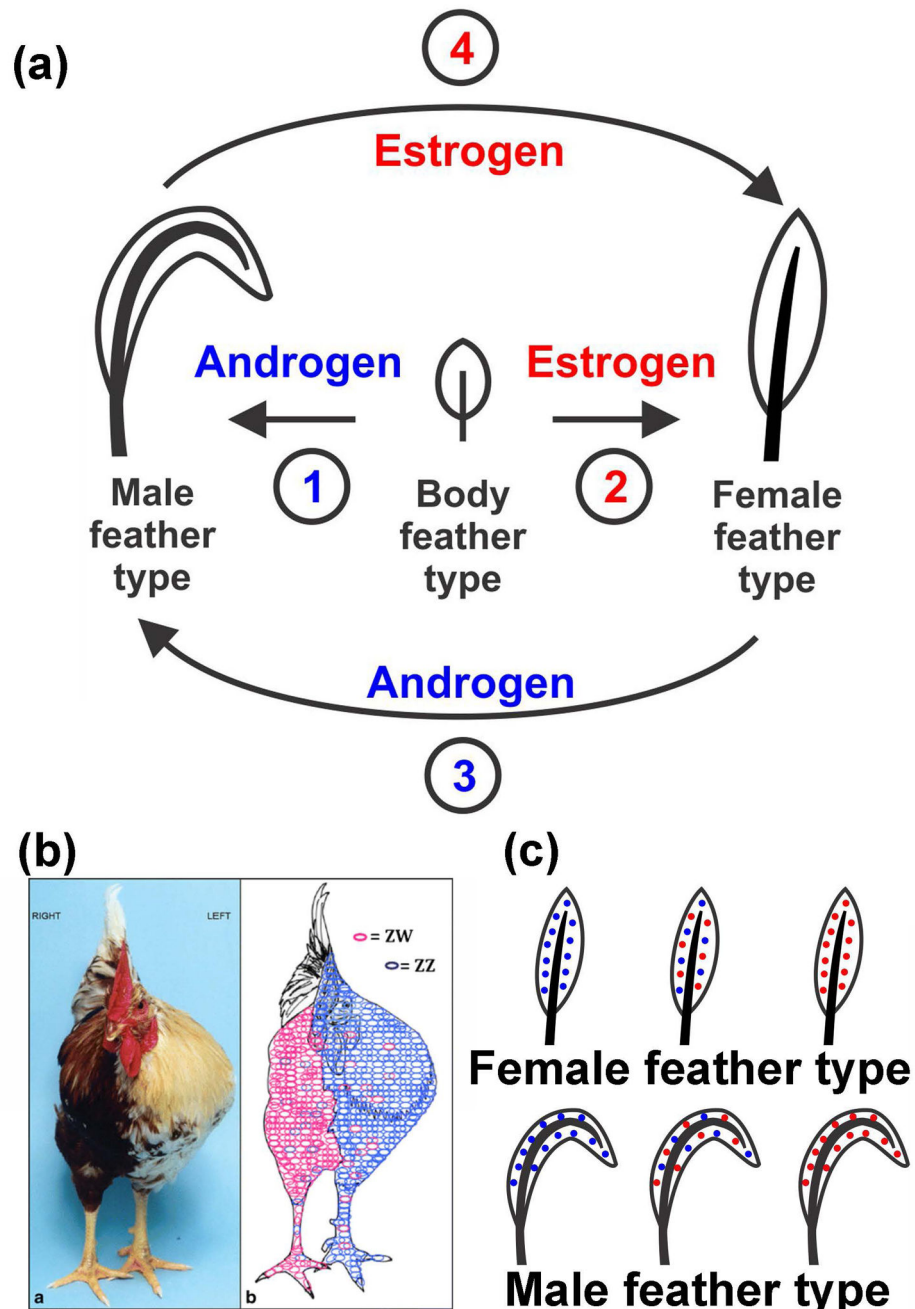 (a)
4
Estrogen
Androgen
Estrogen
1
2
Male
feather
type
Body
feather
type
Female
feather
type
Androgen
3
(b)
RIGHT
LEFT
= ZW
= ZZ
a
b
(c)
Female feather type
Male feather type